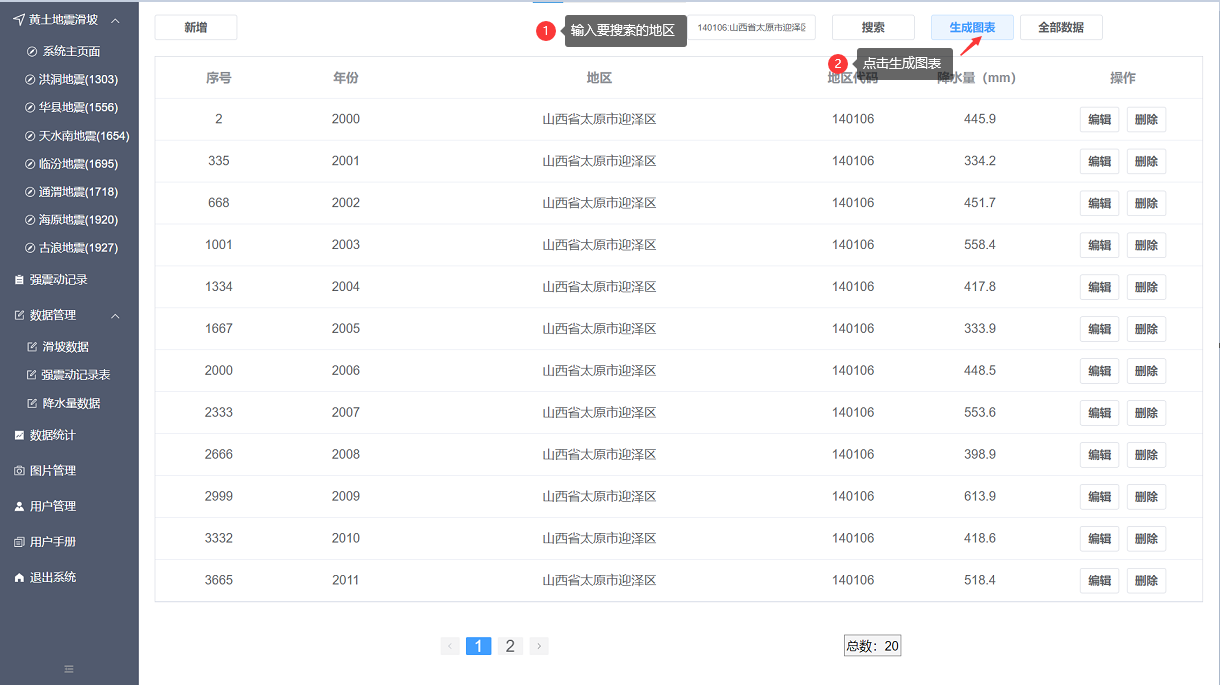 黄土地震滑坡
系统主页面
洪洞地震(1303)
华县地震(1556)
天水南地震(1654)
临汾地震(1695)
通渭地震(1718)
海原地震(1920)
古浪地震(1927)
强震动记录
数据管理
滑坡数据
强震动记录表
降水量数据
数据统计
图片管理
用户管理
用户手册
退出系统
新增 1 输入要搜索的地区 140106:山西省太原市迎泽区 搜索 生成图表 全部数据
2 点击生成图表
序号 年份 地区 地区代码 降水量（mm） 操作
2 2000 山西省太原市迎泽区 140106 445.9 编辑 删除
335 2001 山西省太原市迎泽区 140106 334.2 编辑 删除
668 2002 山西省太原市迎泽区 140106 451.7 编辑 删除
1001 2003 山西省太原市迎泽区 140106 558.4 编辑 删除
1334 2004 山西省太原市迎泽区 140106 417.8 编辑 删除
1667 2005 山西省太原市迎泽区 140106 333.9 编辑 删除
2000 2006 山西省太原市迎泽区 140106 448.5 编辑 删除
2333 2007 山西省太原市迎泽区 140106 553.6 编辑 删除
2666 2008 山西省太原市迎泽区 140106 398.9 编辑 删除
2999 2009 山西省太原市迎泽区 140106 613.9 编辑 删除
3332 2010 山西省太原市迎泽区 140106 418.6 编辑 删除
3665 2011 山西省太原市迎泽区 140106 518.4 编辑 删除
1 2 总数：20